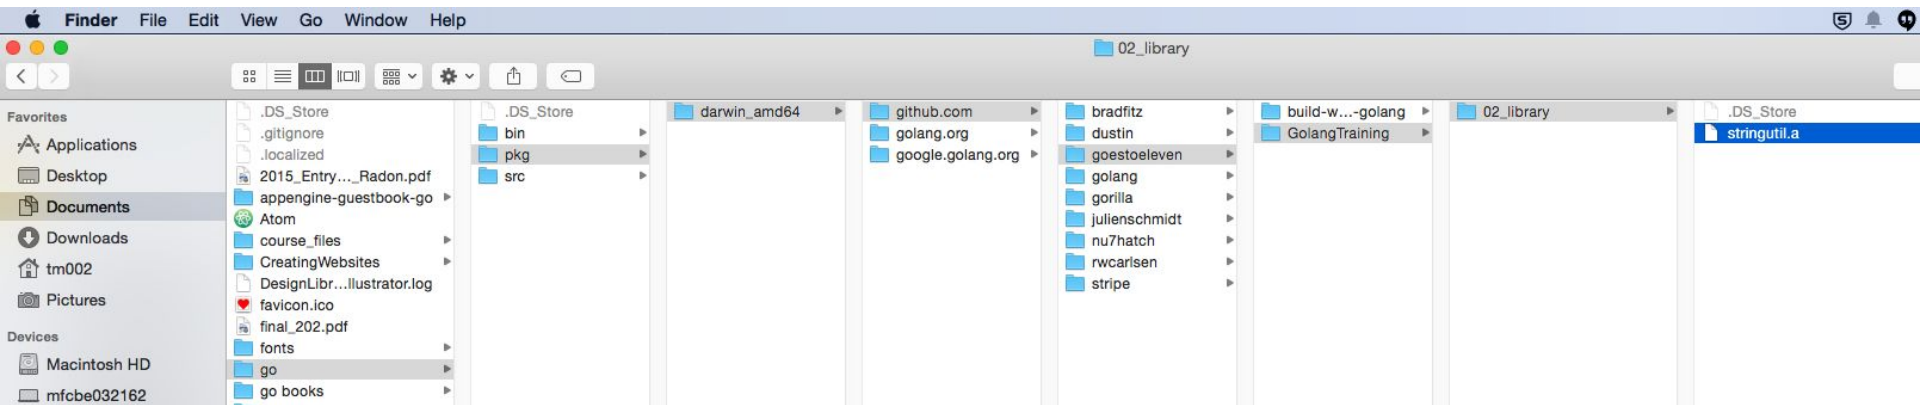 Finder File Edit View Go Window Help
02_library
Favorites
Applications
Desktop
Documents
Downloads
tm002
Pictures
Devices
Macintosh HD
mfcbe032162
.DS_Store
.gitignore
.localized
2015_Entry..._Radon.pdf
appengine-guestbook-go
Atom
course_files
CreatingWebsites
DesignLibr...llustrator.log
favicon.ico
final_202.pdf
fonts
go
go books
.DS_Store
bin
pkg
src
darwin_amd64
github.com
golang.org
google.golang.org
bradfitz
dustin
goestoeleven
golang
gorilla
julienschmidt
nu7hatch
rwcarlsen
stripe
build-w...-golang
GolangTraining
02_library
.DS_Store
stringutil.a